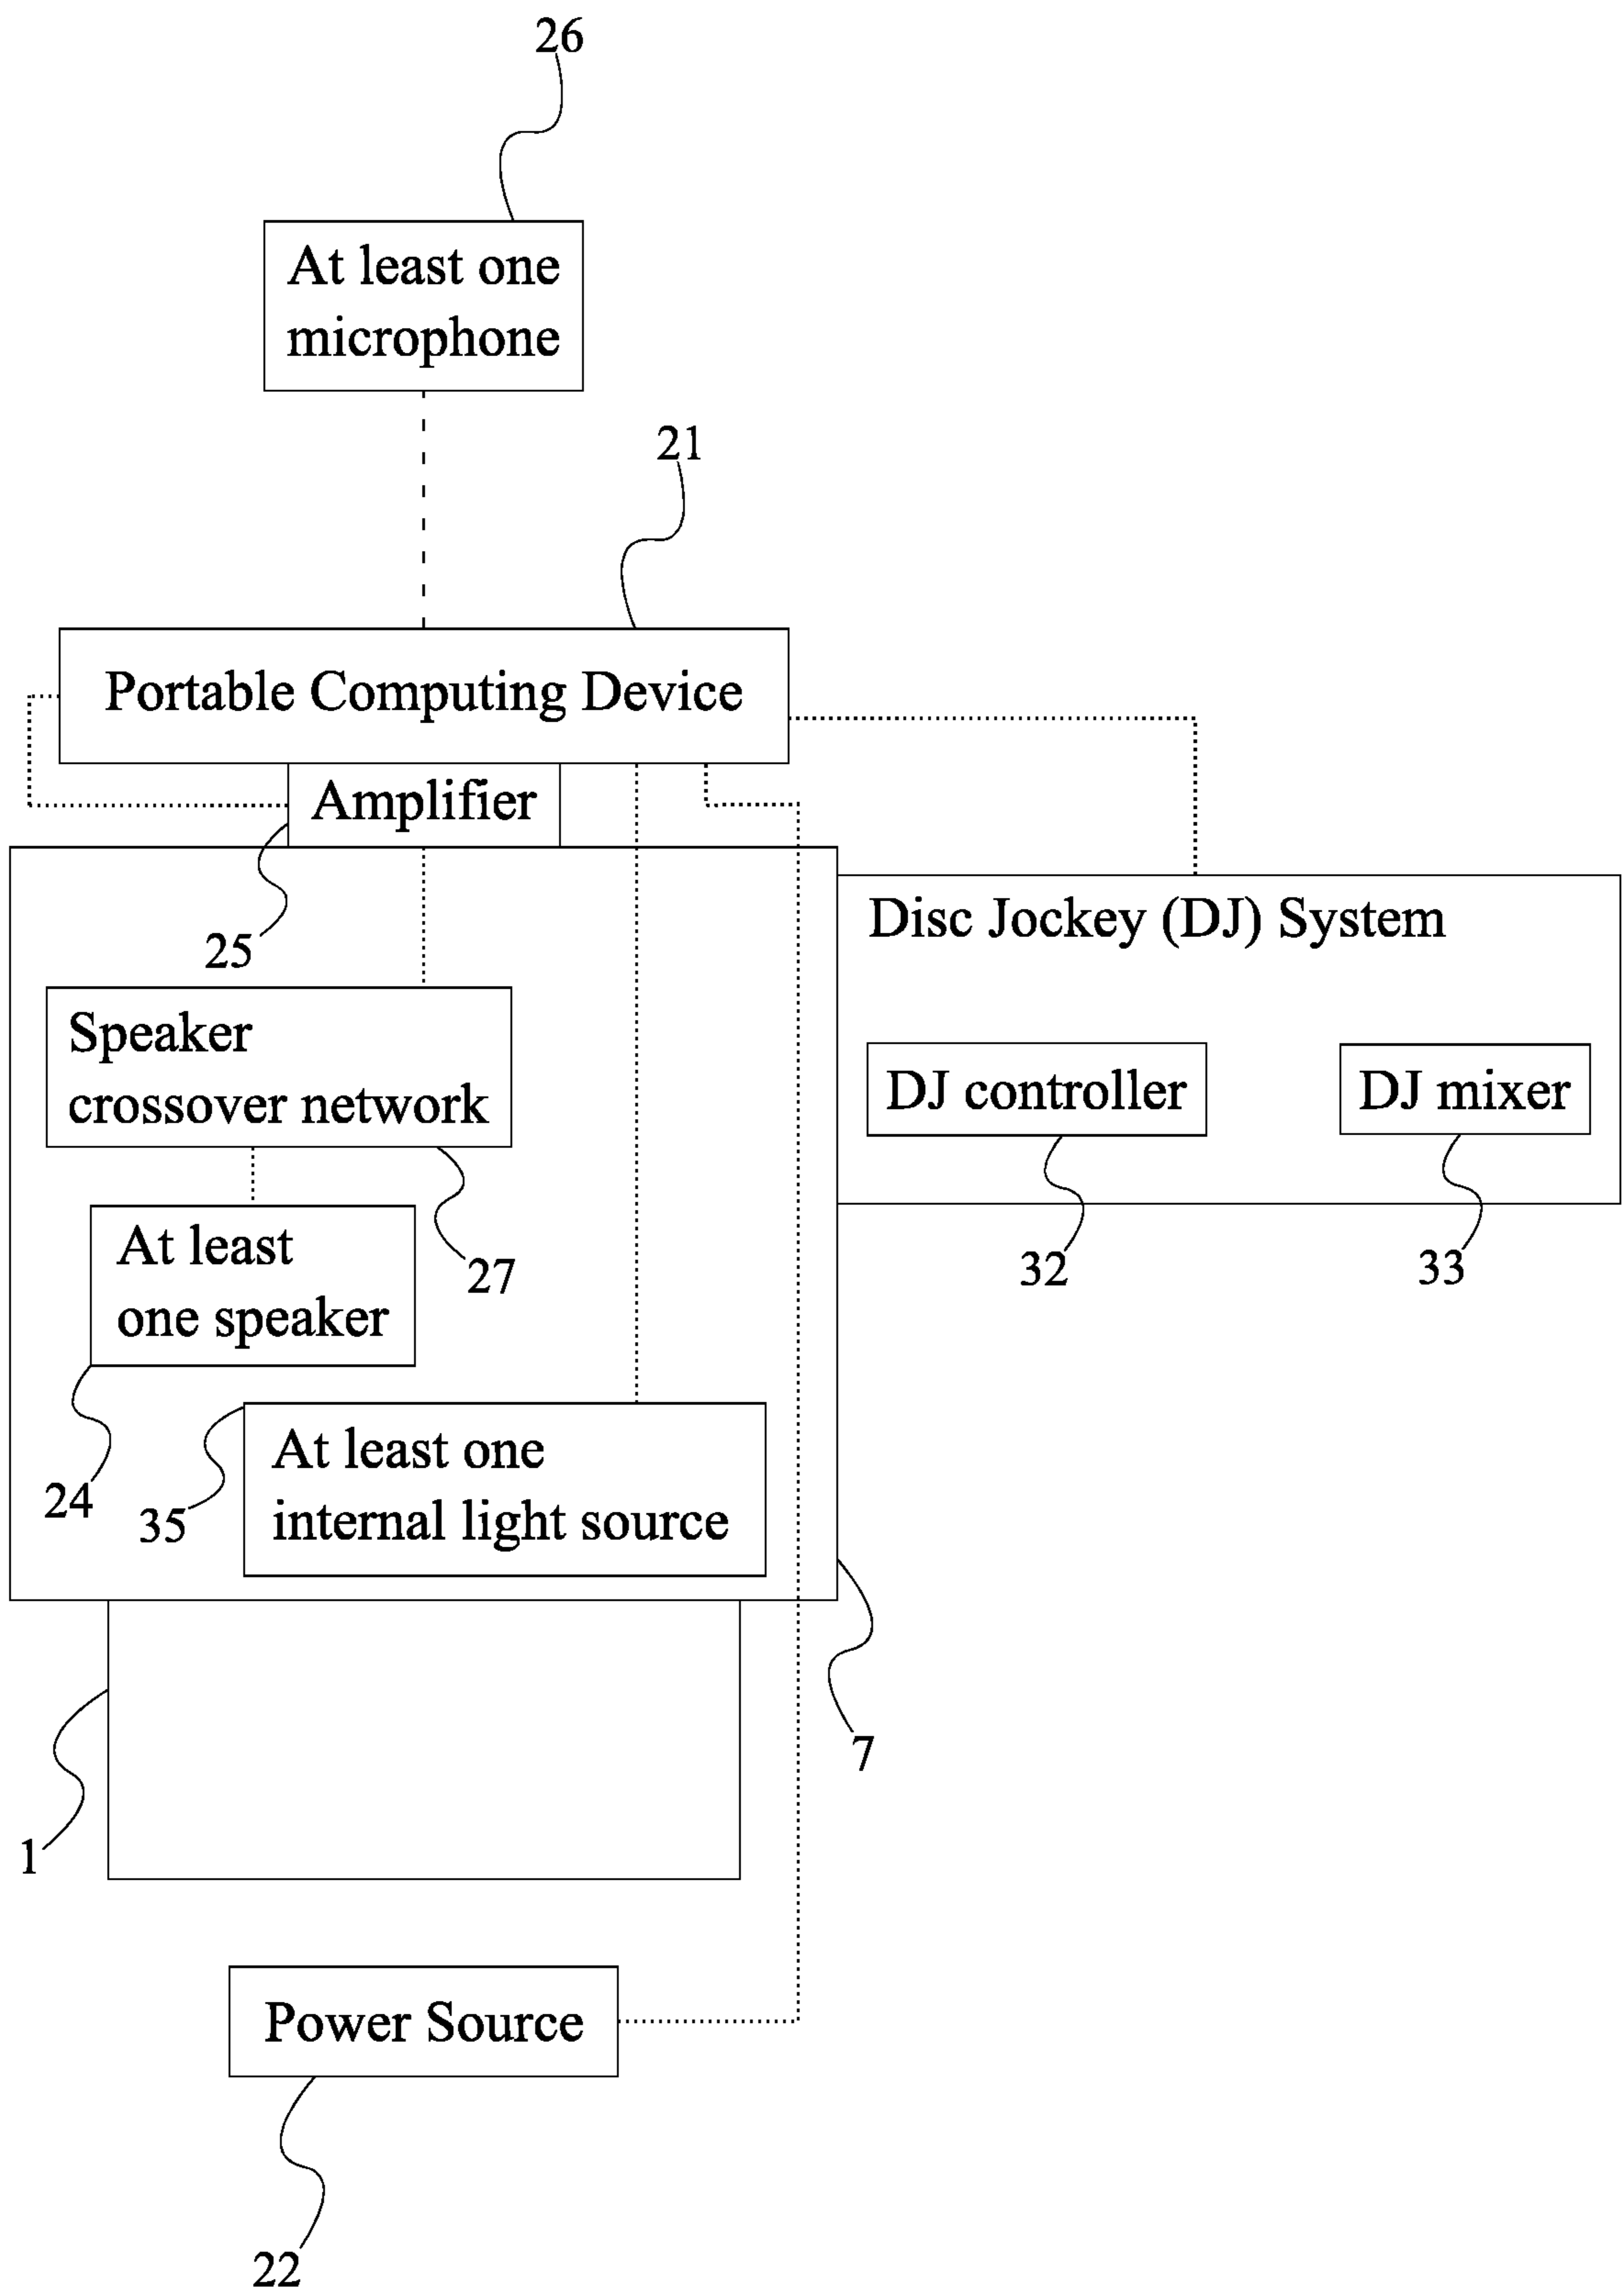 26
At least one
microphone
21
Portable Computing Device
Amplifier
25
Disc Jockey (DJ) System
Speaker
crossover network
DJ controller
DJ mixer
27
32
33
At least
one speaker
24
35
At least one
internal light source
7
1
Power Source
22